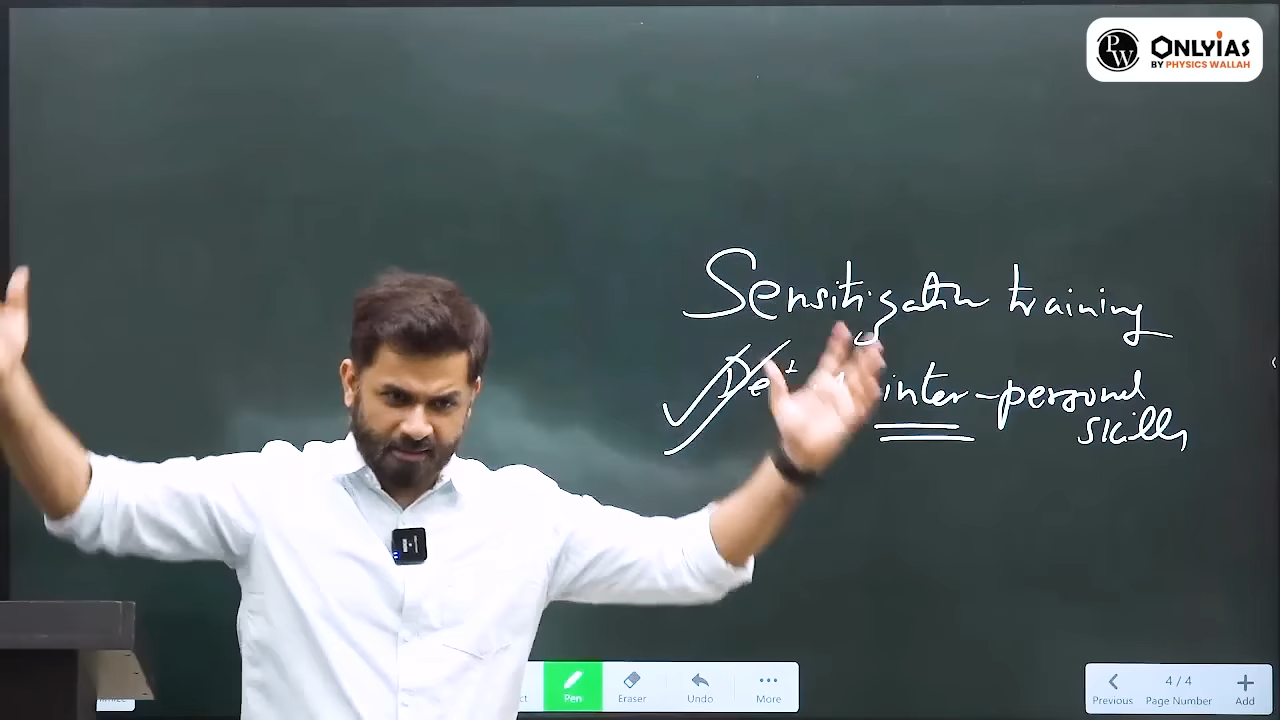 PW
ONLYIAS
BY PHYSICS WALLAH
Sensitization training
inter-personal
skills
Pen
Eraser
Undo
More
4 / 4
Previous
Page Number
Add